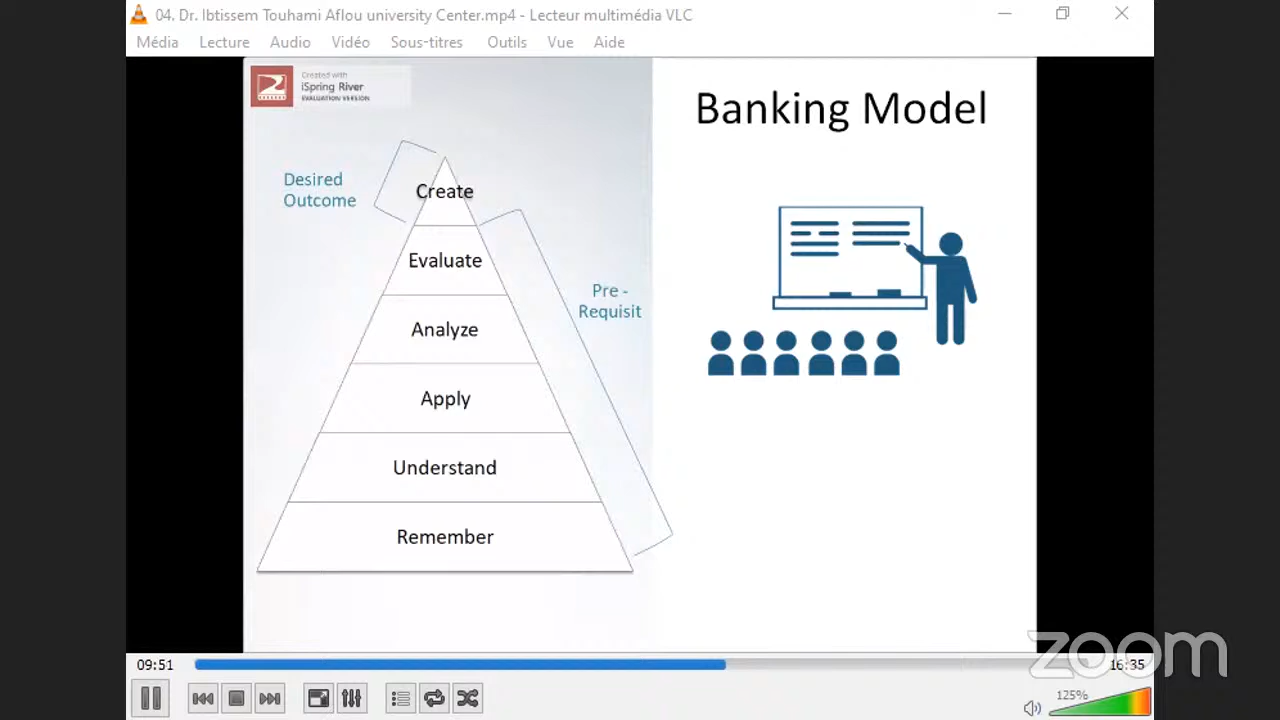 04. Dr. Ibtissem Touhami Aflou university Center.mp4 - Lecteur multimédia VLC
Média Lecture Audio Vidéo Sous-titres Outils Vue Aide
Created with
iSpring River
EVALUATION VERSION
Banking Model
Desired
Outcome
Create
Evaluate
Pre -
Requisit
Analyze
Apply
Understand
Remember
zoom
09:51
16:35
125%